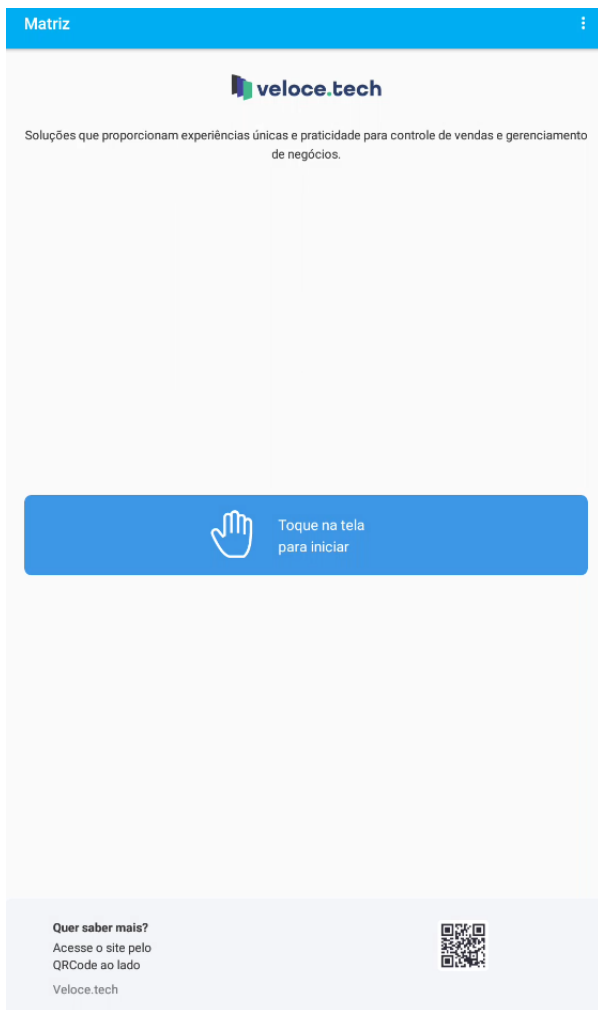 Matriz
veloce.tech
Soluções que proporcionam experiências únicas e praticidade para controle de vendas e gerenciamento
de negócios.
Toque na tela
para iniciar
Quer saber mais?
Acesse o site pelo
QRCode ao lado
Veloce.tech